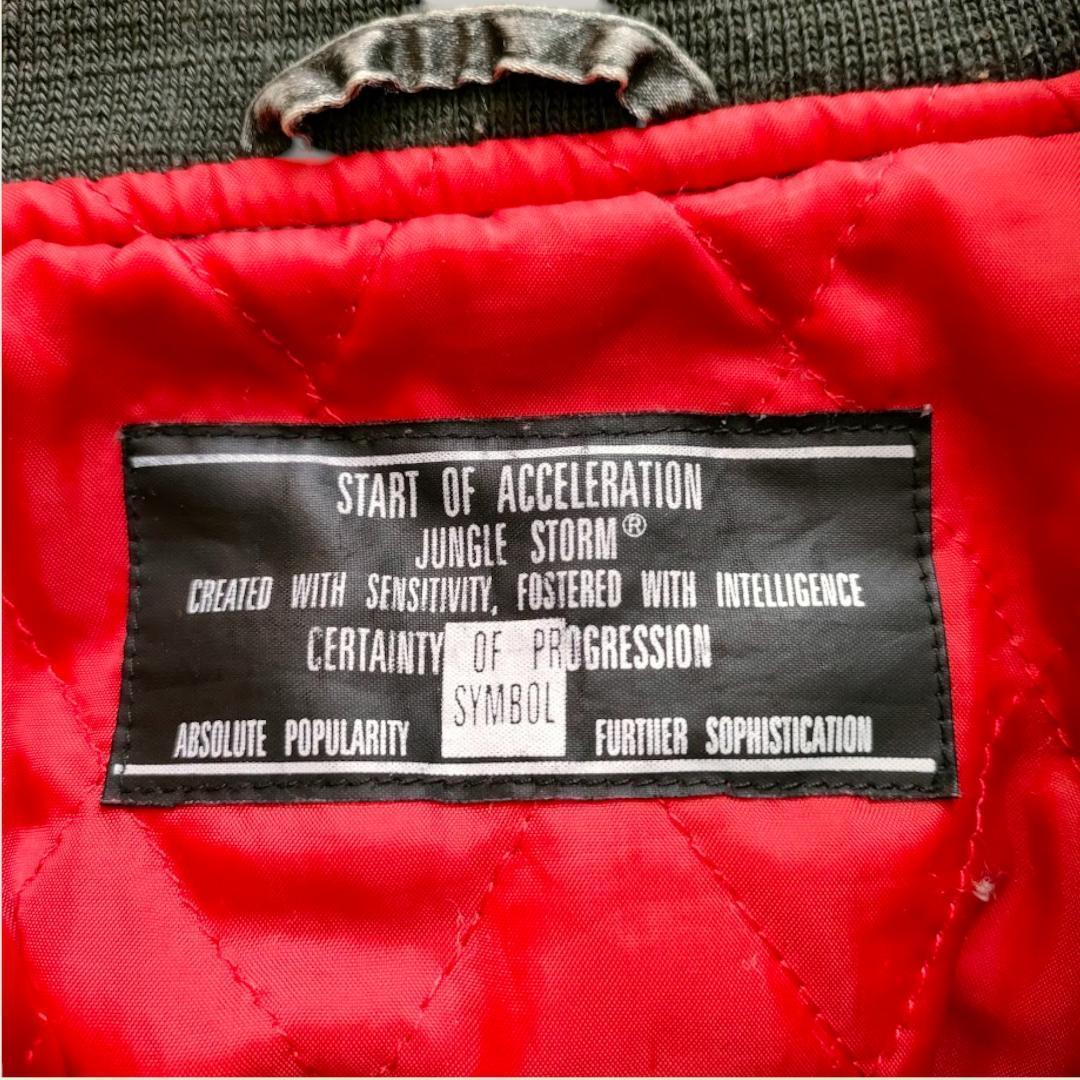 START OF ACCELERATION
JUNGLE STORM®
CREATED WITH SENSITIVITY, FOSTERED WITH INTELLIGENCE
CERTAINTY OF PROGRESSION
SYMBOL
ABSOLUTE POPULARITY FURTHER SOPHISTICATION